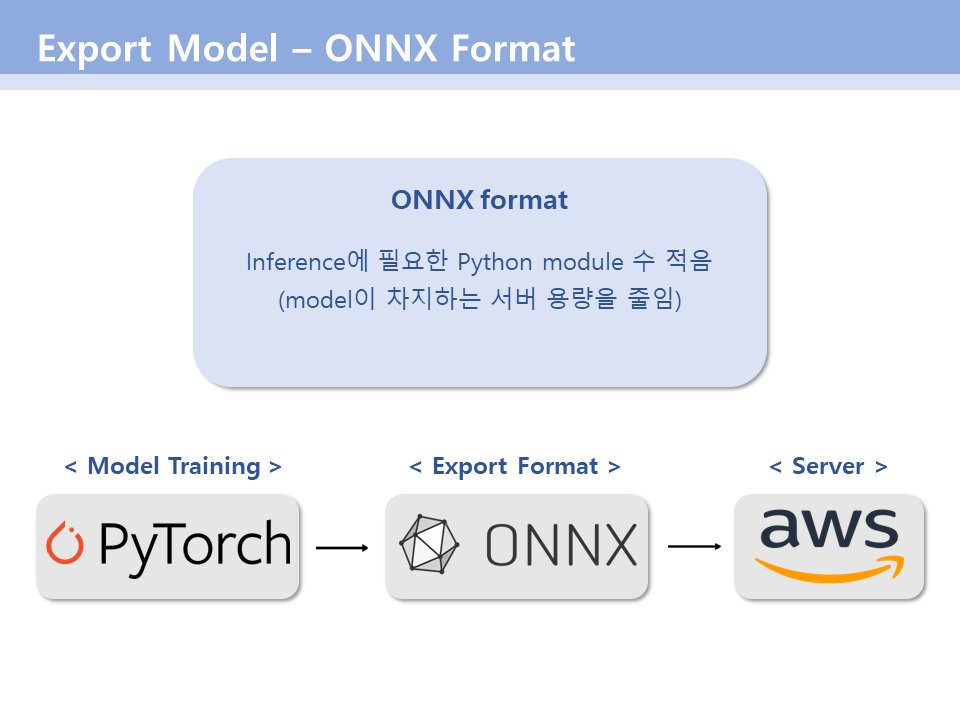 Export Model – ONNX Format
ONNX format
Inference에 필요한 Python module 수 적음
(model이 차지하는 서버 용량을 줄임)
< Model Training >
< Export Format >
< Server >
PyTorch
ONNX
aws